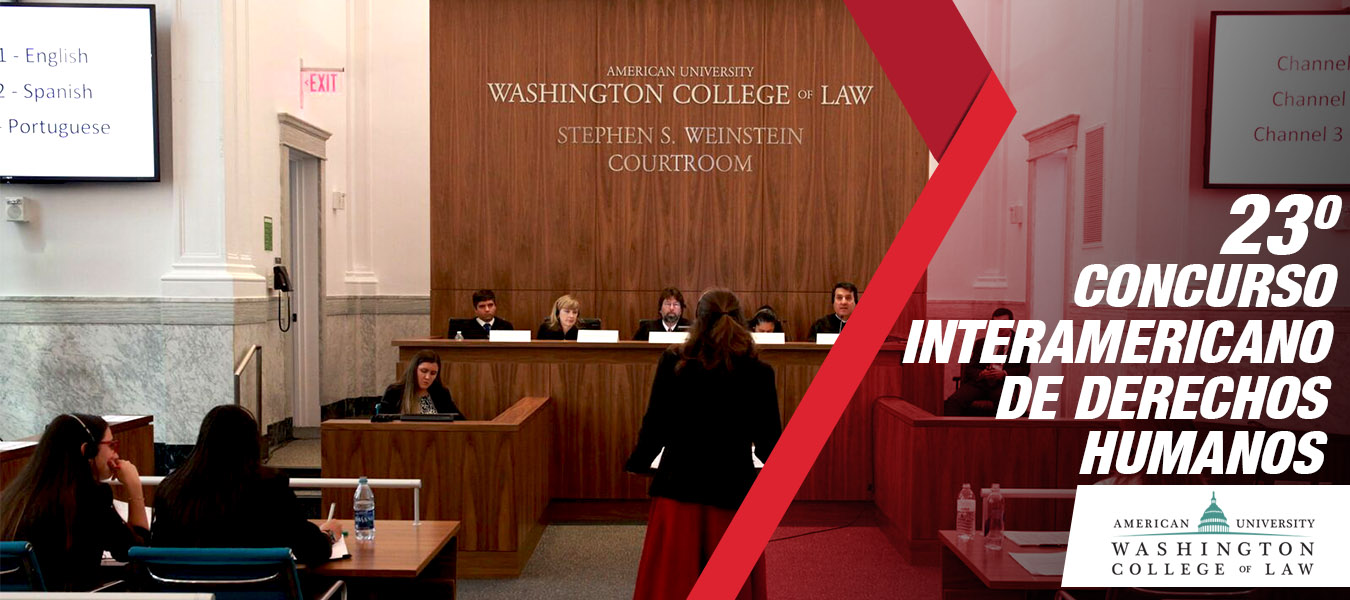 1 - English
2 - Spanish
- Portuguese
EXIT
AMERICAN UNIVERSITY
WASHINGTON COLLEGE OF LAW
STEPHEN S. WEINSTEIN
COURTROOM
Channel
Channel
Channel 3
23º
CONCURSO
INTERAMERICANO
DE DERECHOS
HUMANOS
AMERICAN UNIVERSITY
WASHINGTON
COLLEGE OF LAW